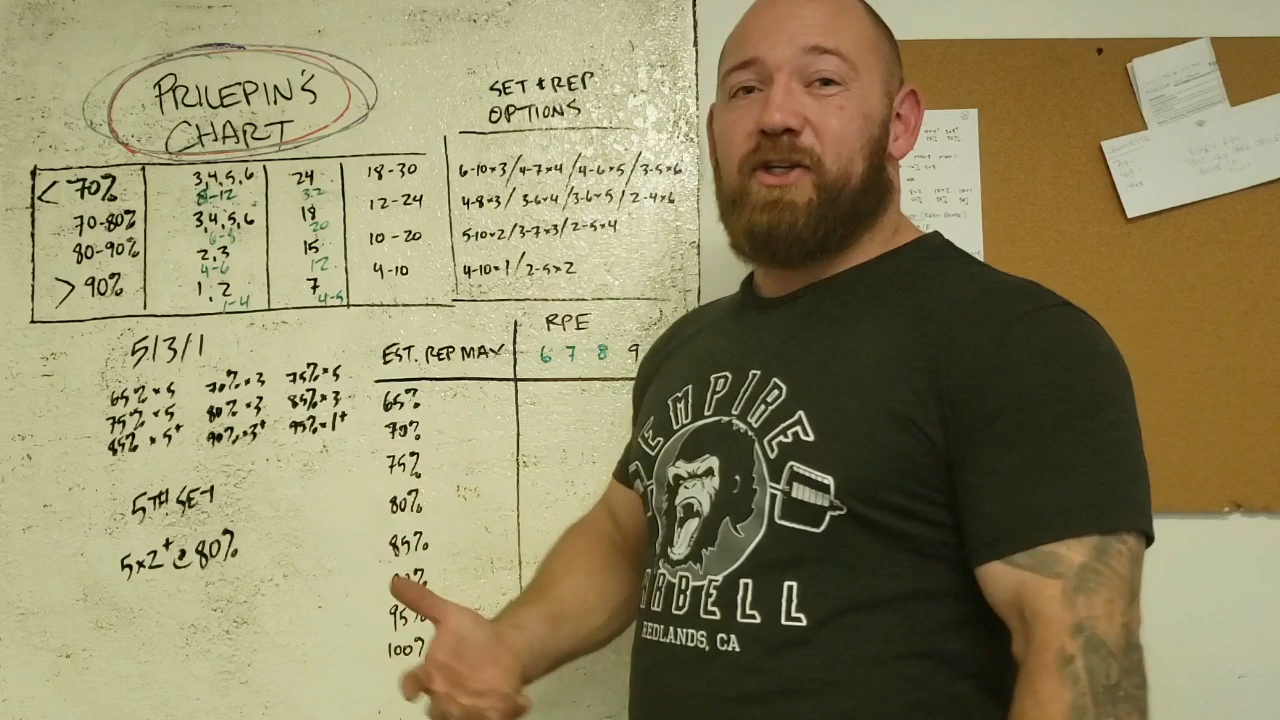 PRILEPIN'S
CHART
SET + REP
OPTIONS
< 70% 3,4,5,6 24 18-30 6-10×3/4-7×4/4-6×5/3-5×6
8-12 32
70-80% 3,4,5,6 18 12-24 4-8×3/3-6×4/3-6×5/2-4×6
6-8 20
80-90% 2,3 15 10-20 5-10×2/3-7×3/2-5×4
4-6 12
> 90% 1,2 7 4-10 4-10×1/2-5×2
1-4 4-5
5/3/1
65%×5 70%×3 75%×5
75%×5 80%×3 85%×3
85%×5+ 90%×3+ 95%×1+
5TH SET
5×2+@80%
RPE
EST. REP MAX 6 7 8 9
65%
70%
75%
80%
85%
95%
100%
EMPIRE
BARBELL
REDLANDS, CA